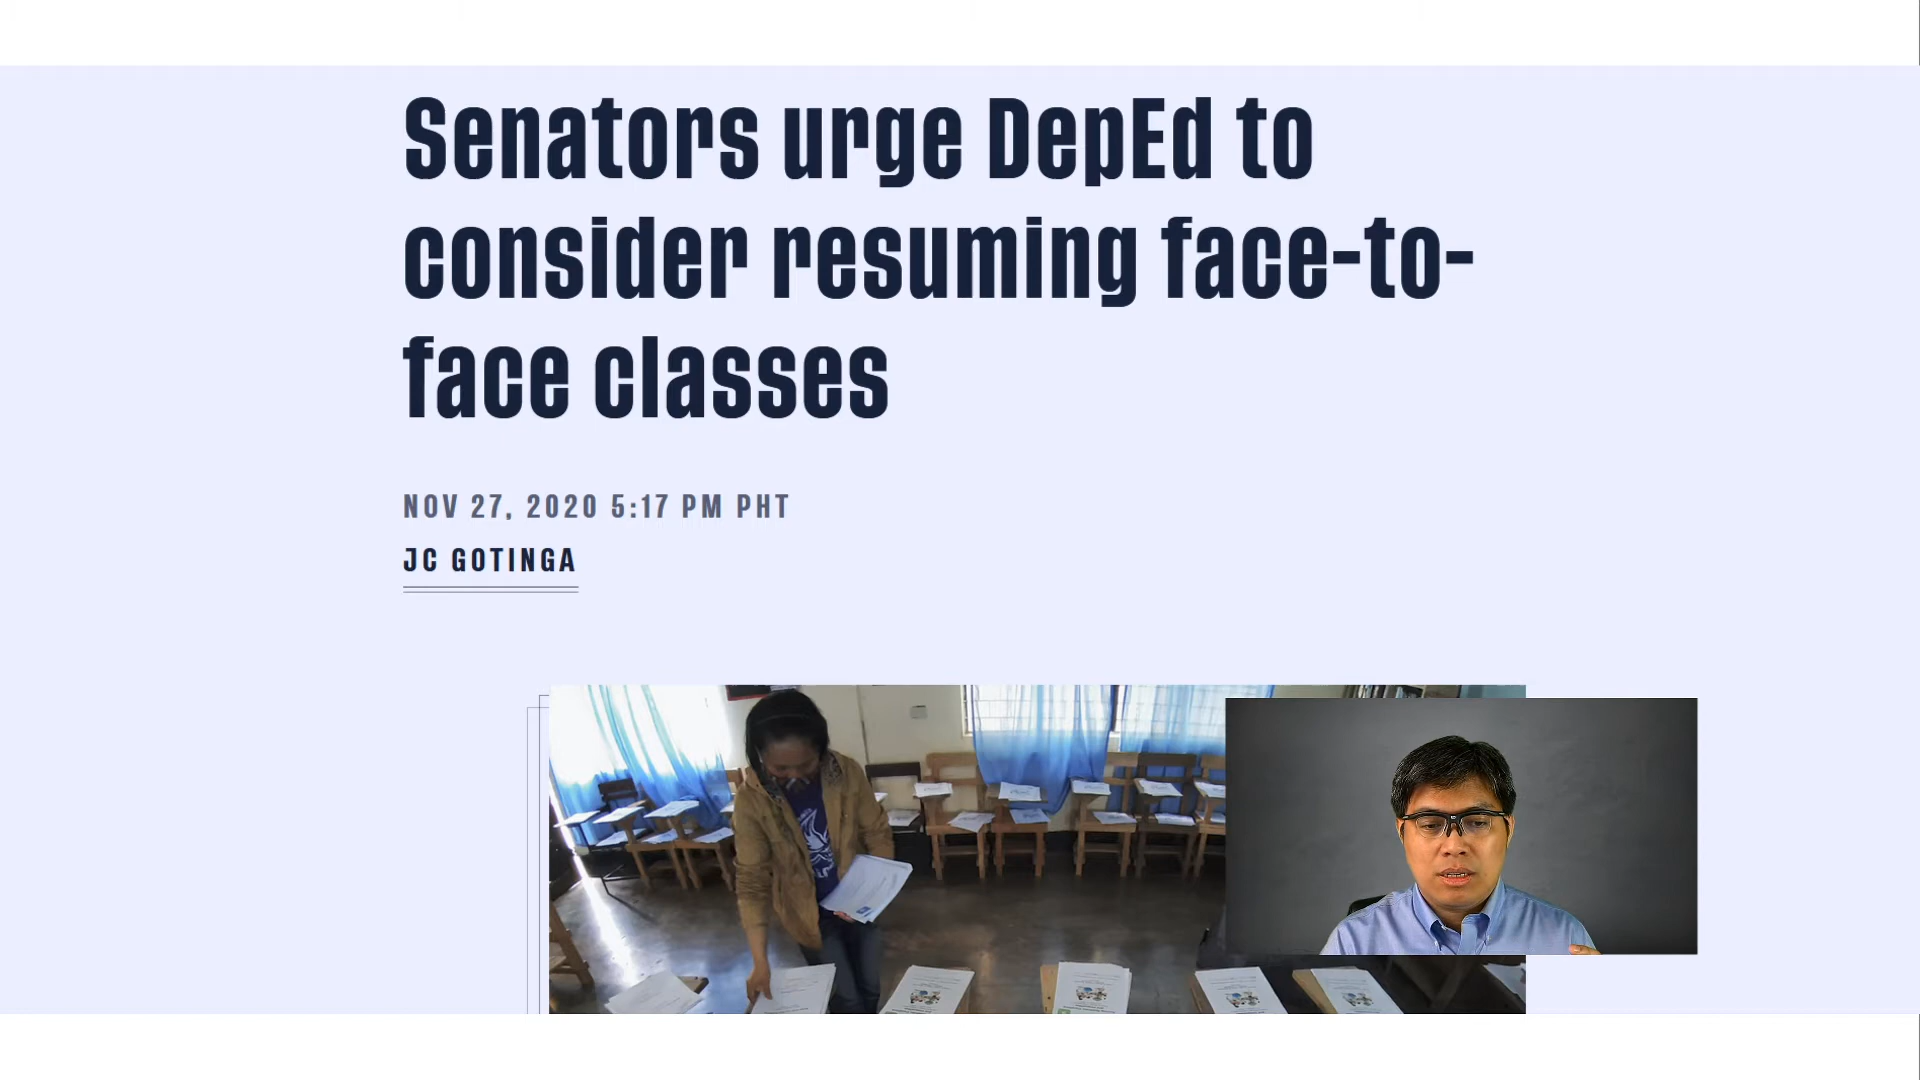 Senators urge DepEd to
consider resuming face-to-
face classes
NOV 27, 2020 5:17 PM PHT
JC GOTINGA